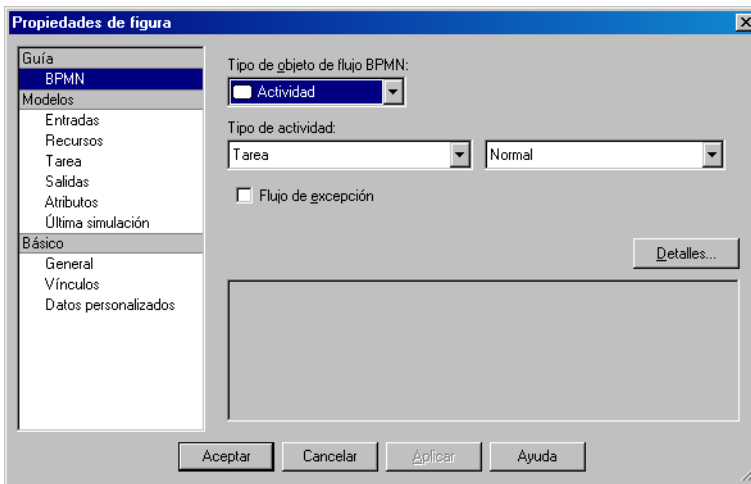 Propiedades de figura
Guía
BPMN
Modelos
Entradas
Recursos
Tarea
Salidas
Atributos
Última simulación
Básico
General
Vínculos
Datos personalizados
Tipo de objeto de flujo BPMN:
Actividad
Tipo de actividad:
Tarea Normal
Flujo de excepción
Detalles...
Aceptar Cancelar Aplicar Ayuda